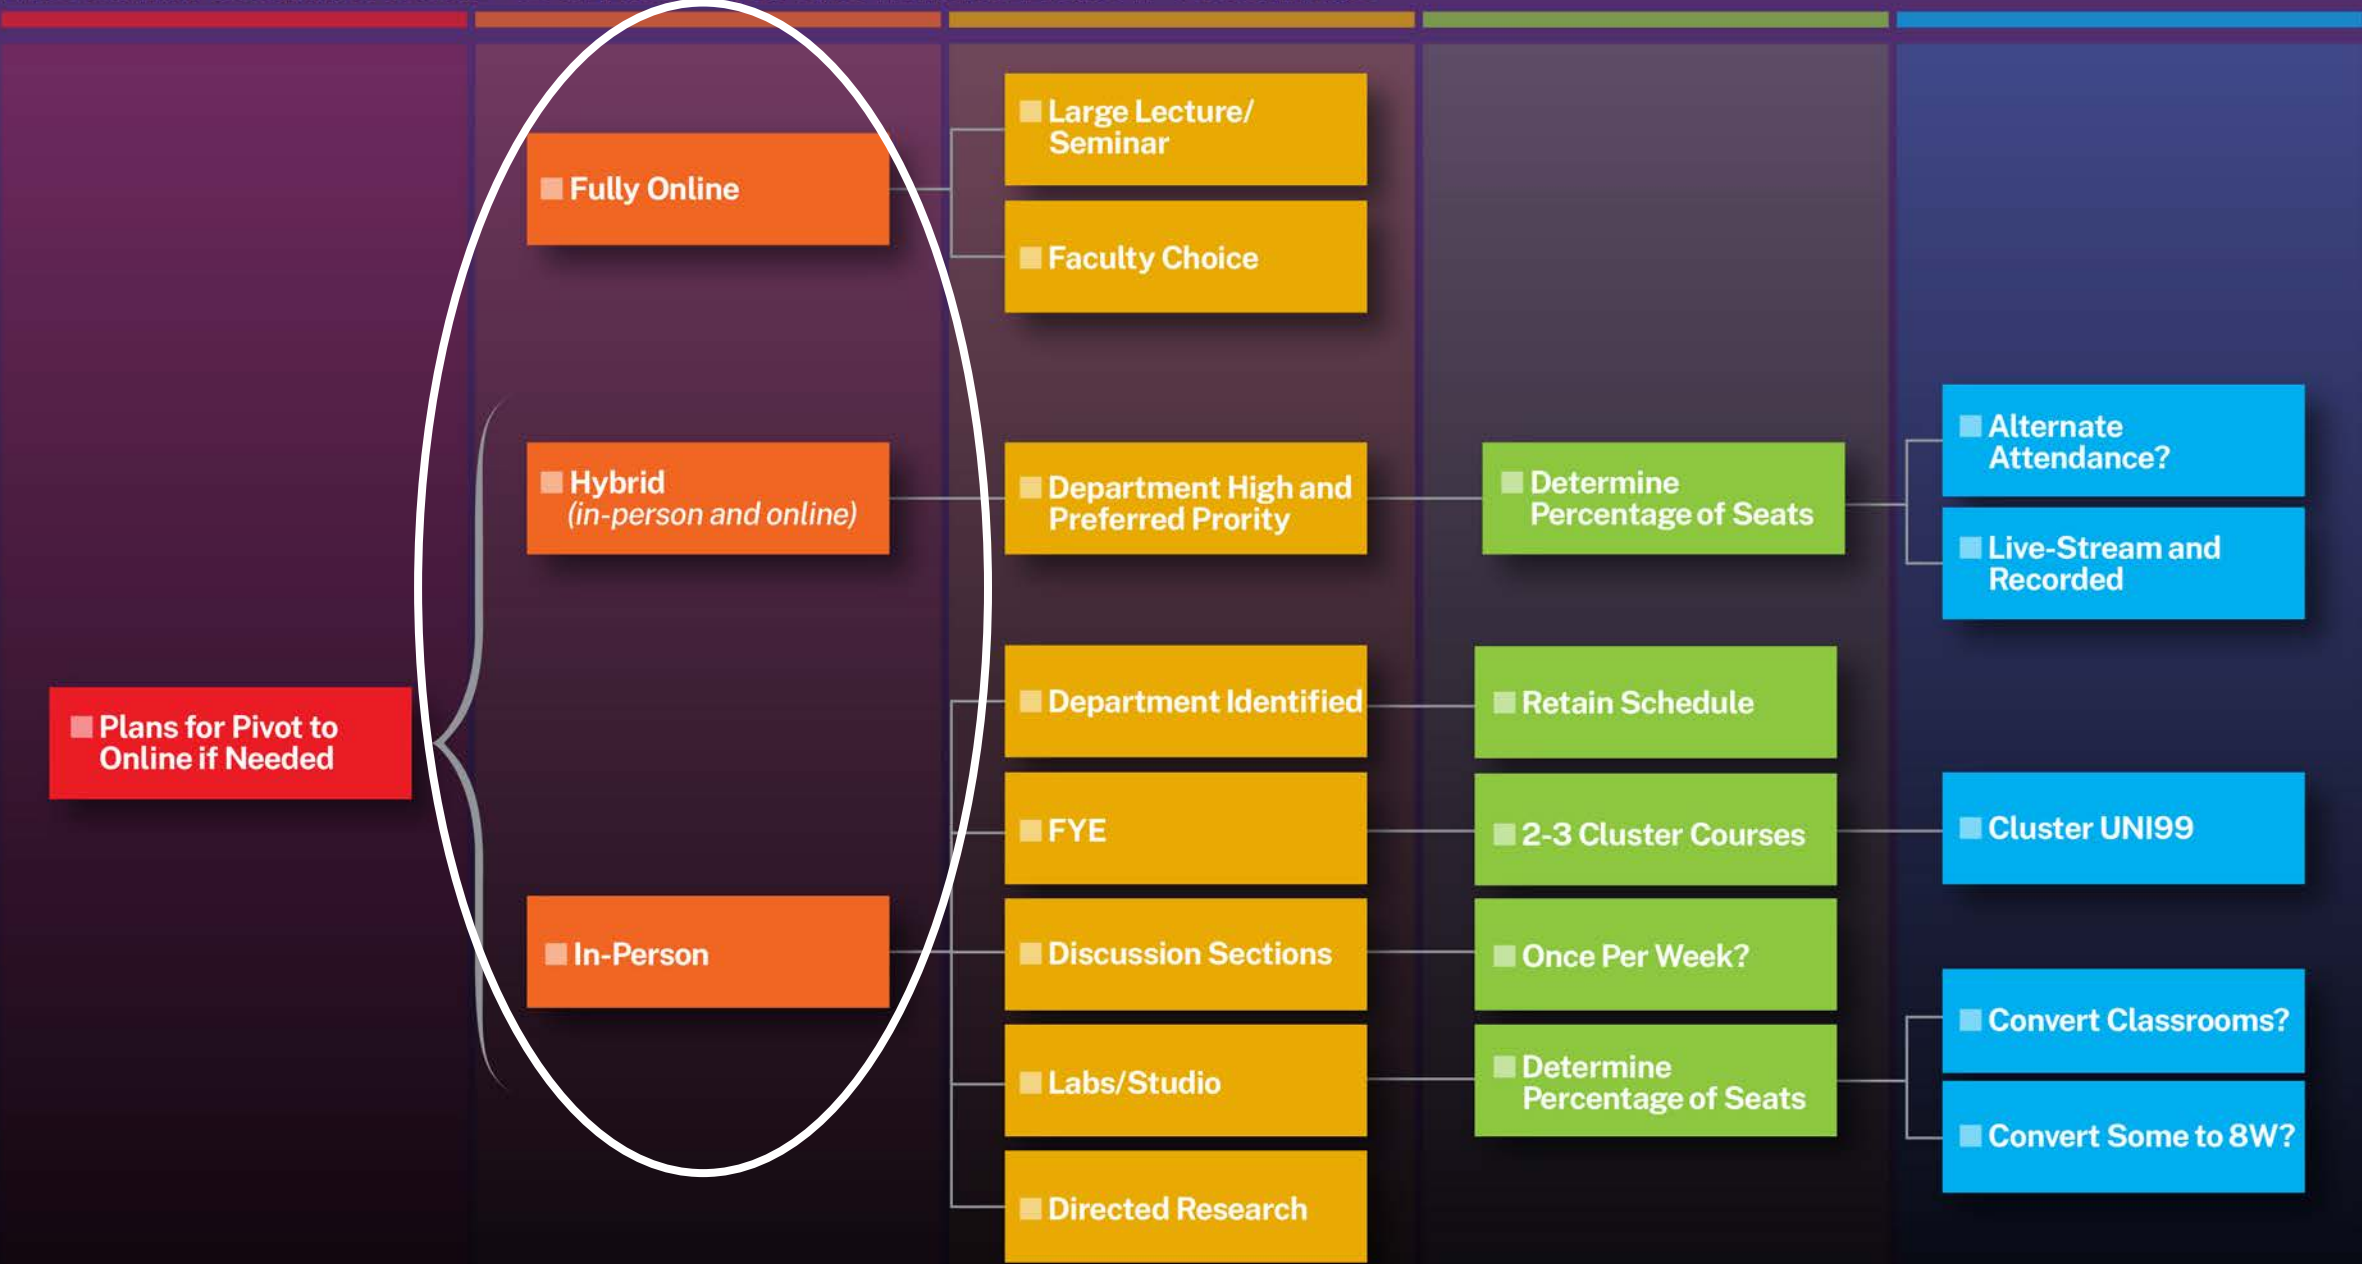 Large Lecture/
Seminar
Fully Online
Faculty Choice
Alternate
Attendance?
Hybrid
(in-person and online)
Department High and
Preferred Prority
Determine
Percentage of Seats
Live-Stream and
Recorded
Plans for Pivot to
Online if Needed
Department Identified
Retain Schedule
FYE
2-3 Cluster Courses
Cluster UNI99
In-Person
Discussion Sections
Once Per Week?
Convert Classrooms?
Labs/Studio
Determine
Percentage of Seats
Convert Some to 8W?
Directed Research